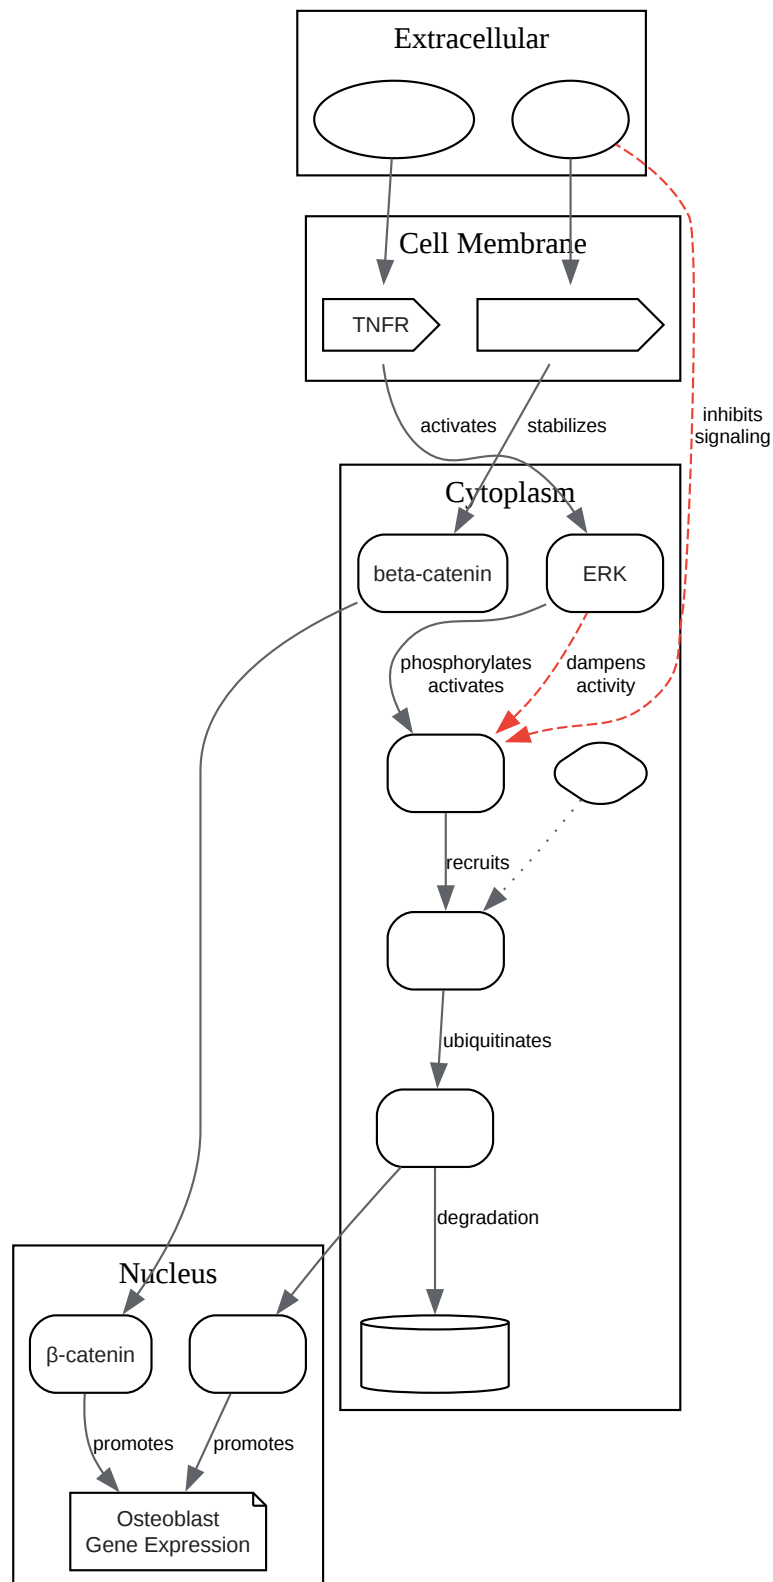 Extracellular
Cell Membrane
TNFR
activates
stabilizes
inhibits
signaling
Cytoplasm
beta-catenin
ERK
phosphorylates
activates
dampens
activity
recruits
ubiquitinates
degradation
Nucleus
β-catenin
promotes
promotes
Osteoblast
Gene Expression